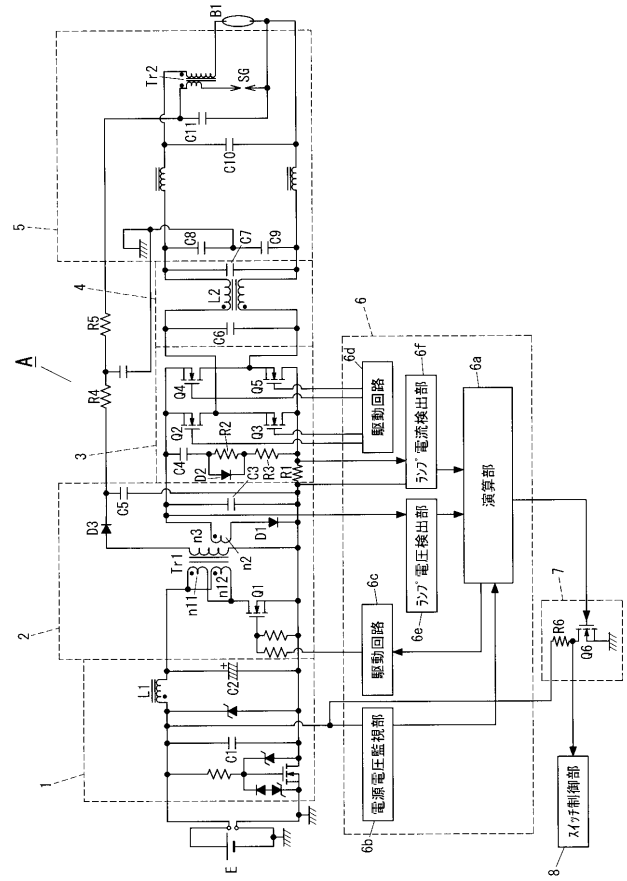 A
1
2
3
4
5
E
C1
L1
C2
+
Q1
n11
n12
Tr1
n3
n2
D1
D3
C5
C3
C4
D2
R2
R3
R1
R4
R5
Q2
Q3
Q4
Q5
C6
L2
C7
C8
C9
C10
C11
Tr2
SG
B1
6
6b
電源電圧監視部
6c
駆動回路
6e
ランプ電圧検出部
6f
ランプ電流検出部
6d
駆動回路
6a
演算部
7
R6
Q6
8
スイッチ制御部